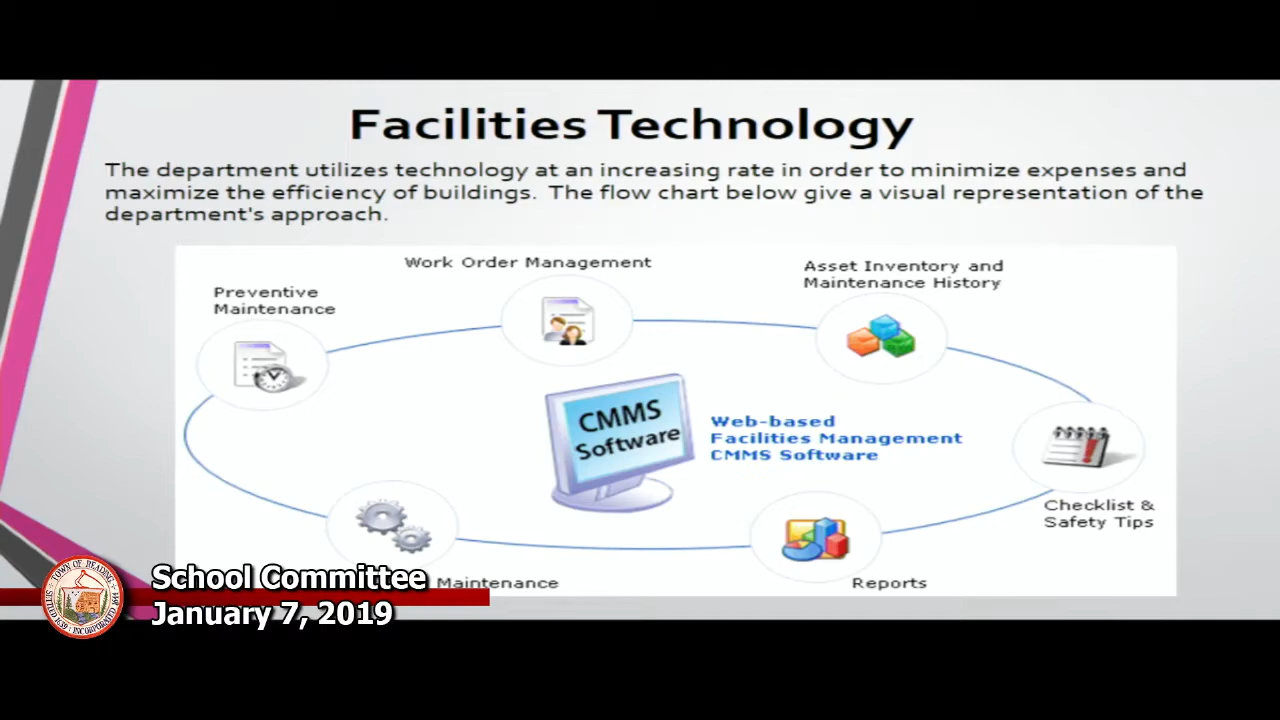 Facilities Technology
The department utilizes technology at an increasing rate in order to minimize expenses and
maximize the efficiency of buildings. The flow chart below give a visual representation of the
department's approach.
Work Order Management
Asset Inventory and
Maintenance History
Preventive
Maintenance
CMMS
Software
Web-based
Facilities Management
CMMS Software
Checklist &
Safety Tips
Maintenance
Reports
School Committee
January 7, 2019
TOWN OF READING